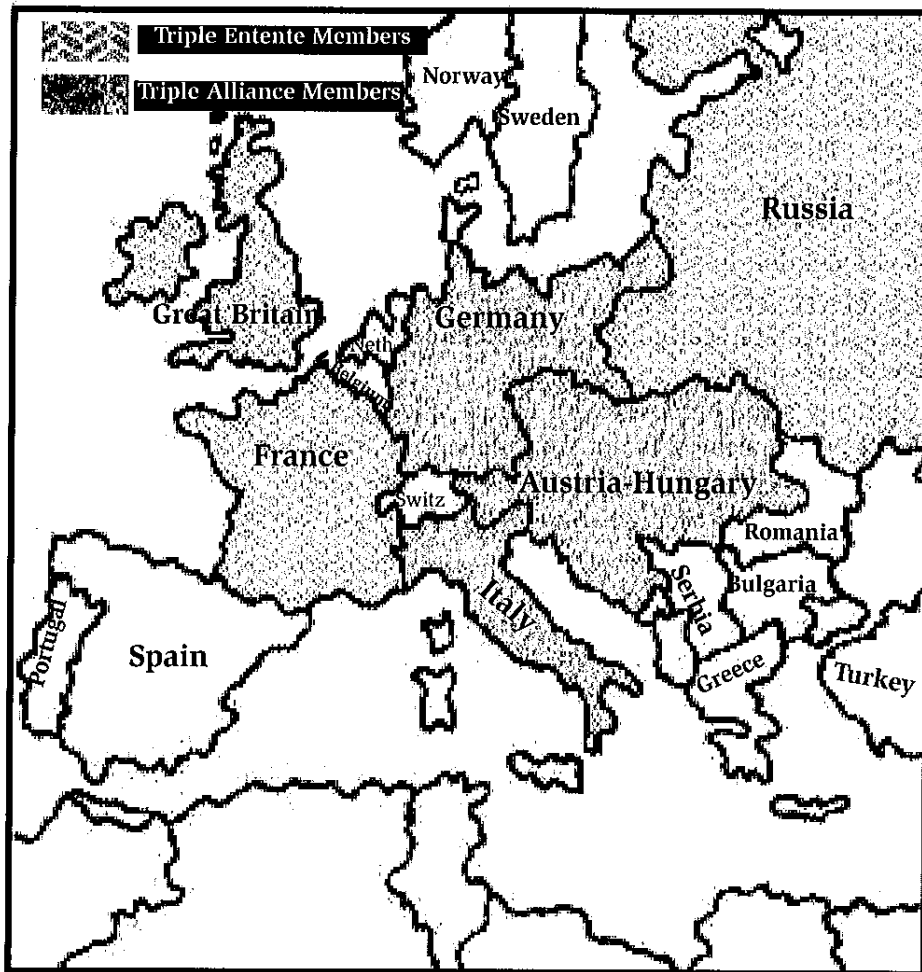 Triple Entente Members
Triple Alliance Members
Norway
Sweden
Russia
Great Britain
Germany
Neth
Belgium
France
Austria-Hungary
Switz
Romania
Serbia
Bulgaria
Italy
Portugal
Spain
Greece
Turkey